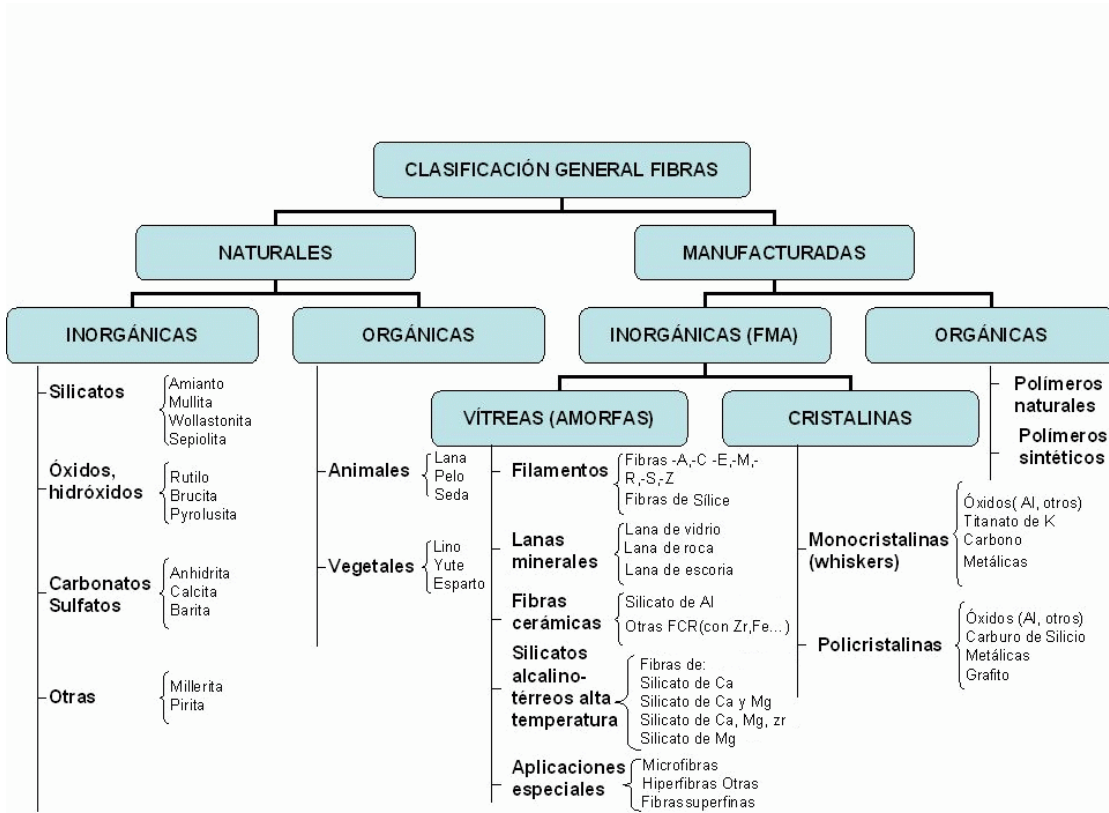 CLASIFICACIÓN GENERAL FIBRAS
NATURALES
MANUFACTURADAS
INORGÁNICAS
ORGÁNICAS
INORGÁNICAS (FMA)
ORGÁNICAS
VÍTREAS (AMORFAS)
CRISTALINAS
Silicatos
Amianto
Mullita
Wollastonita
Sepiolita
Óxidos,
hidróxidos
Rutilo
Brucita
Pyrolusita
Carbonatos
Sulfatos
Anhidrita
Calcita
Barita
Otras
Millerita
Pirita
Animales
Lana
Pelo
Seda
Vegetales
Lino
Yute
Esparto
Filamentos
Fibras -A,-C -E,-M,-
R,-S,-Z
Fibras de Sílice
Lanas
minerales
Lana de vidrio
Lana de roca
Lana de escoria
Fibras
cerámicas
Silicato de Al
Otras FCR(con Zr,Fe...)
Silicatos
alcalino-
térreos alta
temperatura
Fibras de:
Silicato de Ca
Silicato de Ca y Mg
Silicato de Ca, Mg, zr
Silicato de Mg
Aplicaciones
especiales
Microfibras
Hiperfibras Otras
Fibras superfinas
Monocristalinas
(whiskers)
Óxidos( Al, otros)
Titanato de K
Carbono
Metálicas
Policristalinas
Óxidos (Al, otros)
Carburo de Silicio
Metálicas
Grafito
Polímeros
naturales
Polímeros
sintéticos